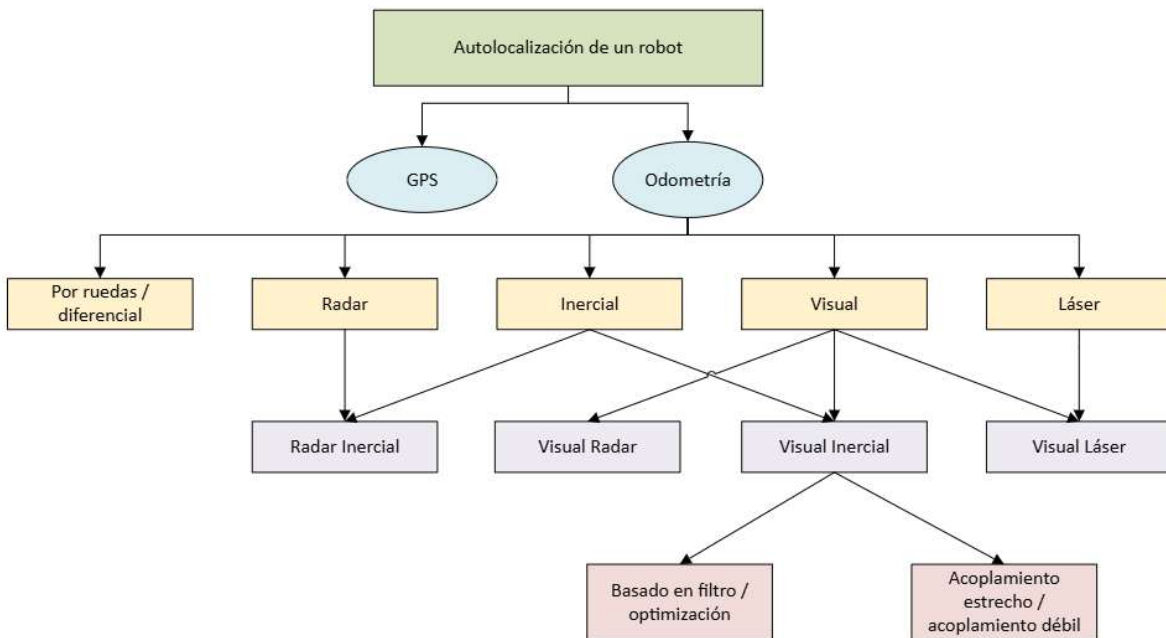 Autolocalización de un robot
GPS
Odometría
Por ruedas /
diferencial
Radar
Inercial
Visual
Láser
Radar Inercial
Visual Radar
Visual Inercial
Visual Láser
Basado en filtro /
optimización
Acoplamiento
estrecho /
acoplamiento débil